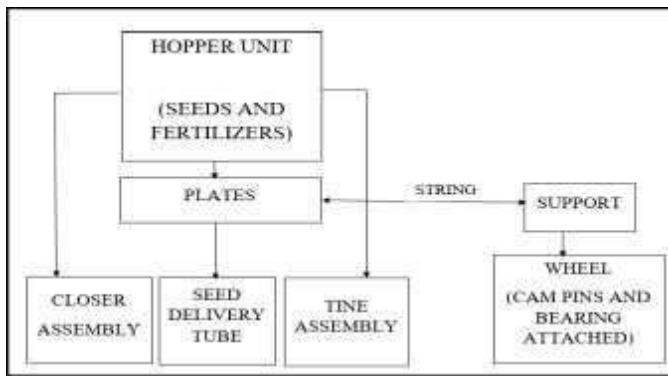 HOPPER UNIT
(SEEDS AND
FERTILIZERS)
PLATES
STRING
SUPPORT
CLOSER
ASSEMBLY
SEED
DELIVERY
TUBE
TINE
ASSEMBLY
WHEEL
(CAM PINS AND
BEARING
ATTACHED)